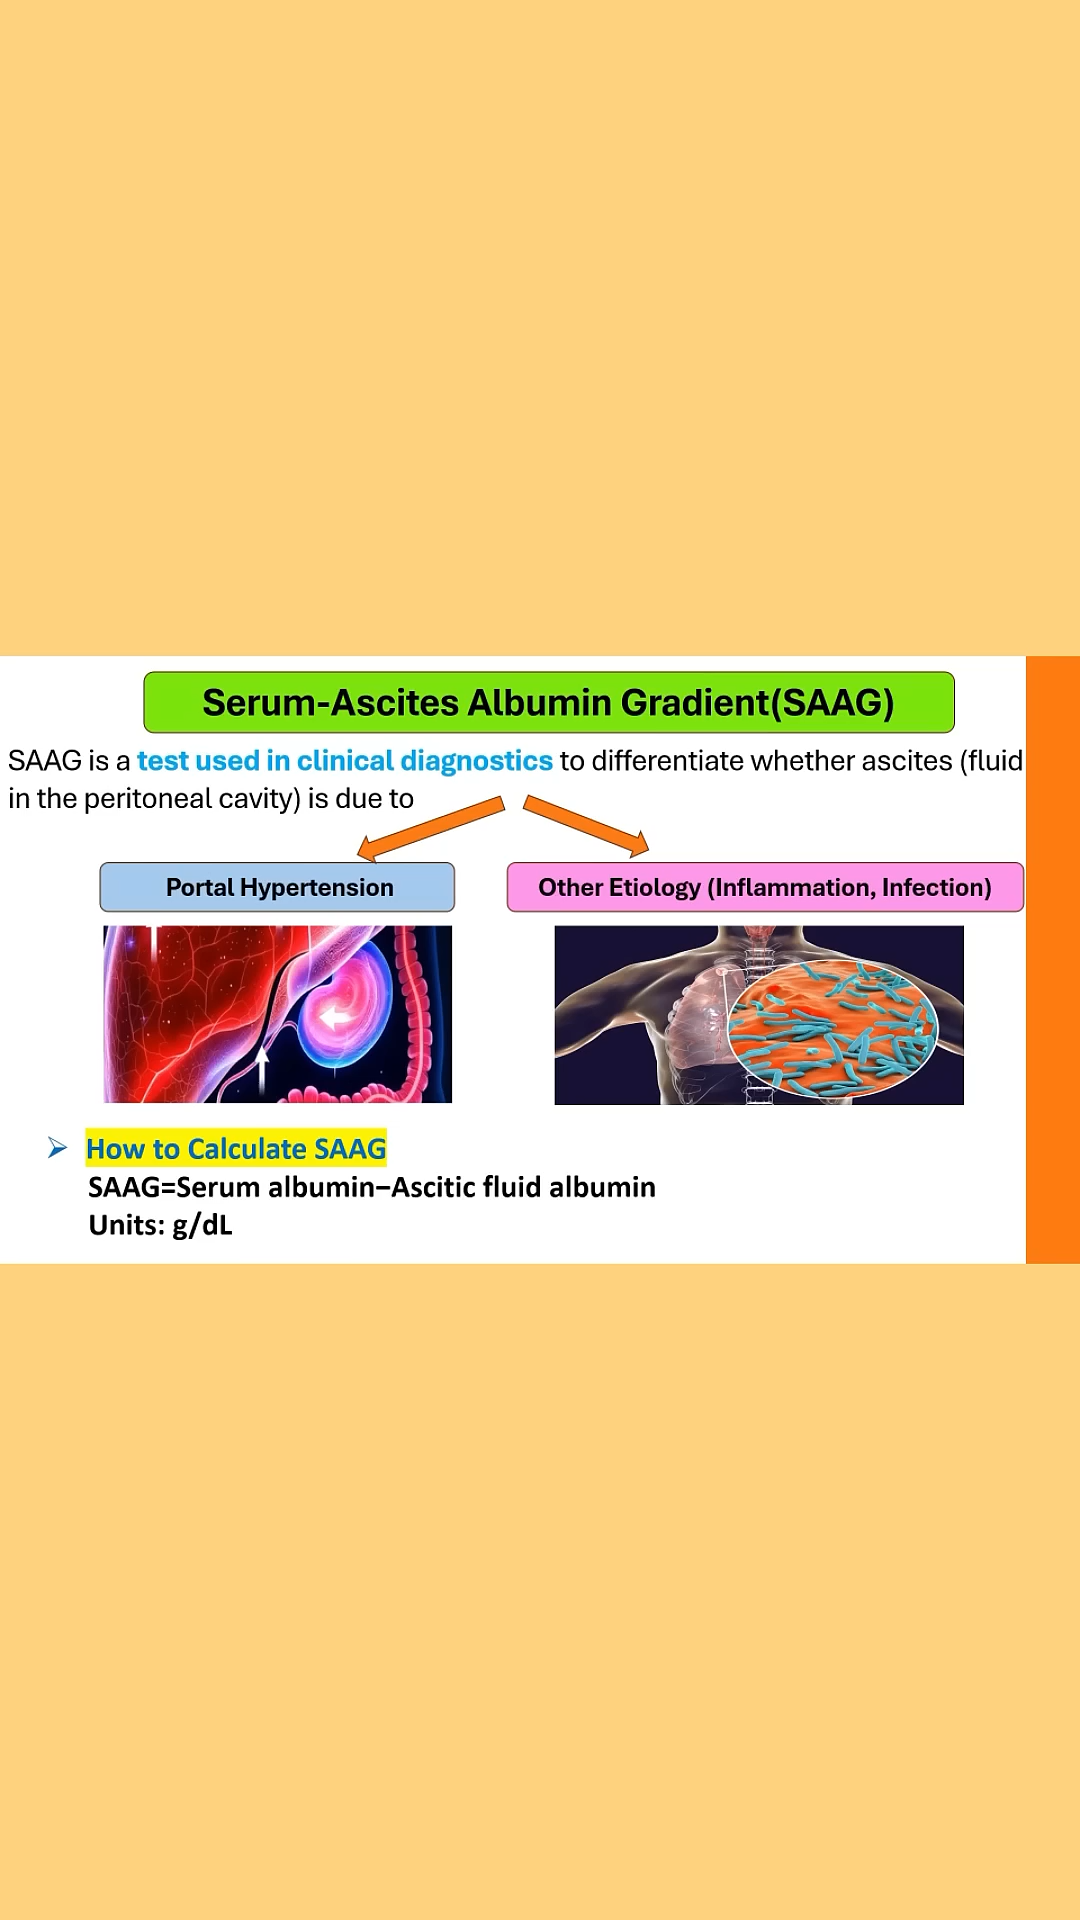 Serum-Ascites Albumin Gradient(SAAG)
SAAG is a test used in clinical diagnostics to differentiate whether ascites (fluid
in the peritoneal cavity) is due to
Portal Hypertension
Other Etiology (Inflammation, Infection)
How to Calculate SAAG
SAAG=Serum albumin–Ascitic fluid albumin
Units: g/dL